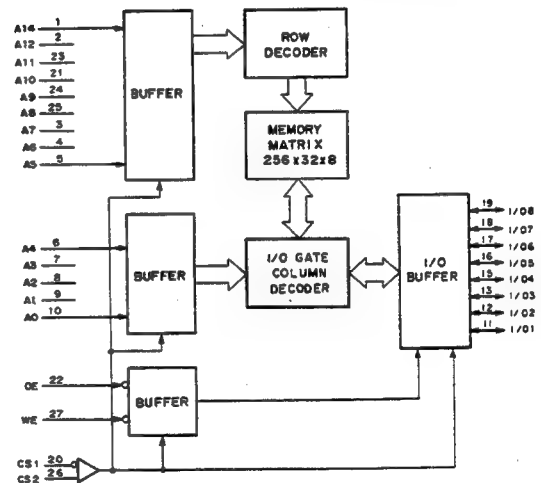 A14 1
A12 2
A11 23
A10 21
A9 24
A8 25
A7 3
A6 4
A5 5
BUFFER
ROW
DECODER
MEMORY
MATRIX
256x32x8
A4 6
A3 7
A2 8
A1 9
A0 10
BUFFER
I/O GATE
COLUMN
DECODER
I/O
BUFFER
19 I/O8
18 I/O7
17 I/O6
16 I/O5
15 I/O4
13 I/O3
12 I/O2
11 I/O1
OE 22
WE 27
BUFFER
CS1 20
CS2 26